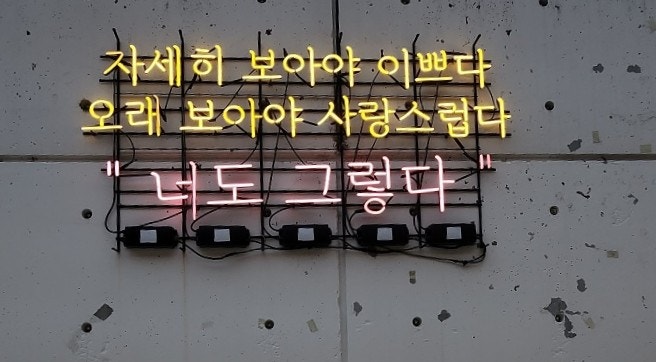 자세히 보아야 이쁘다
오래 보아야 사랑스럽다
" 너도 그렇다 "